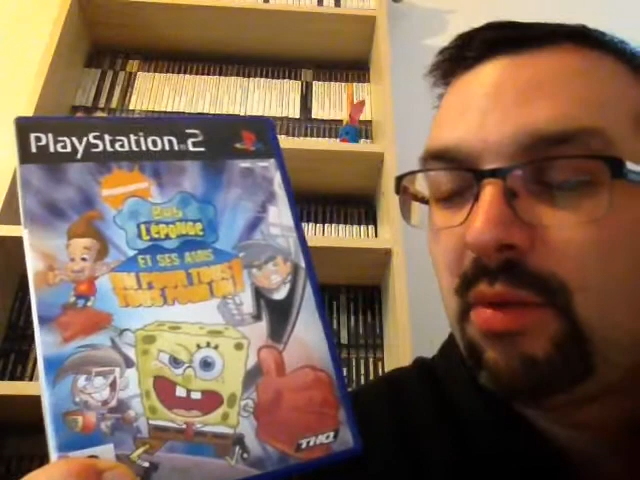 PlayStation 2
BOB
L'ÉPONGE
ET SES AMIS
UN POUR TOUS
TOUS POUR UN!
THQ